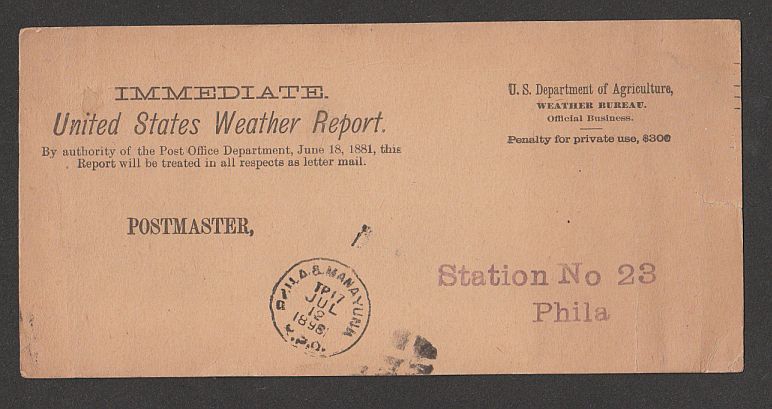 IMMEDIATE.
United States Weather Report.
By authority of the Post Office Department, June 18, 1881, this
Report will be treated in all respects as letter mail.
U. S. Department of Agriculture,
WEATHER BUREAU.
Official Business.
Penalty for private use, $300
POSTMASTER,
PHILA & MANAYUNK
TP17
JUL
12
R.P.O.
Station No 23
Phila